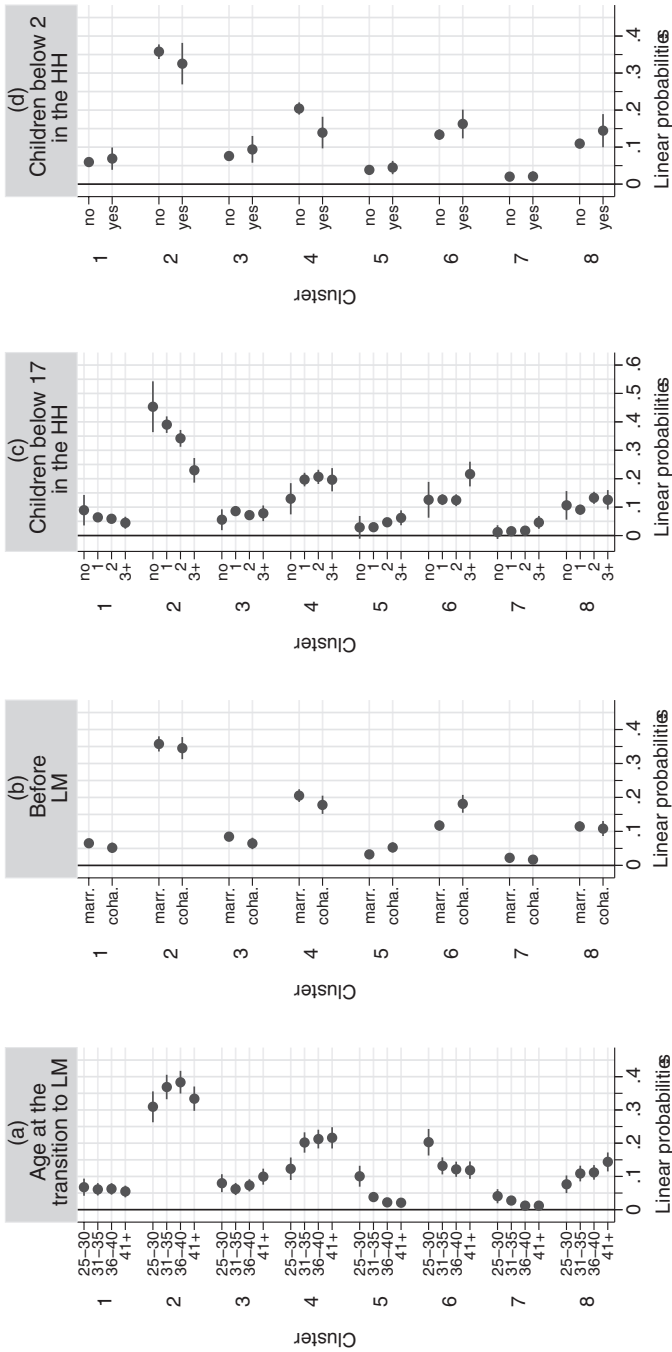 (a)
Age at the
transition to LM
Cluster
1
25–30
31–35
36–40
41+
2
25–30
31–35
36–40
41+
3
25–30
31–35
36–40
41+
4
25–30
31–35
36–40
41+
5
25–30
31–35
36–40
41+
6
25–30
31–35
36–40
41+
7
25–30
31–35
36–40
41+
8
25–30
31–35
36–40
41+
0 .1 .2 .3 .4
Linear probabilities
(b)
Before
LM
Cluster
1
marr.
coha.
2
marr.
coha.
3
marr.
coha.
4
marr.
coha.
5
marr.
coha.
6
marr.
coha.
7
marr.
coha.
8
marr.
coha.
0 .1 .2 .3 .4
Linear probabilities
(c)
Children below 17
in the HH
Cluster
1
no
1
2
3+
2
no
1
2
3+
3
no
1
2
3+
4
no
1
2
3+
5
no
1
2
3+
6
no
1
2
3+
7
no
1
2
3+
8
no
1
2
3+
0 .1 .2 .3 .4 .5 .6
Linear probabilities
(d)
Children below 2
in the HH
Cluster
1
no
yes
2
no
yes
3
no
yes
4
no
yes
5
no
yes
6
no
yes
7
no
yes
8
no
yes
0 .1 .2 .3 .4
Linear probabilities